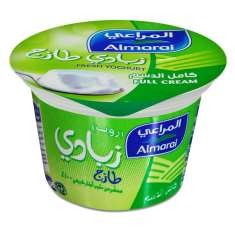 المراعي
Almarai
زبادي طازج
FRESH YOGHURT
كامل الدسم
FULL CREAM
المراعي
Almarai
زبادي
طازج